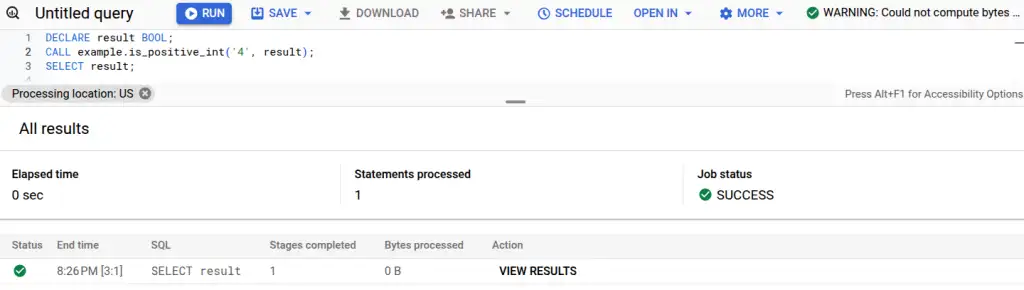 Untitled query RUN SAVE DOWNLOAD SHARE SCHEDULE OPEN IN MORE WARNING: Could not compute bytes ...
1 DECLARE result BOOL;
2 CALL example.is_positive_int('4', result);
3 SELECT result;
4
Processing location: US Press Alt+F1 for Accessibility Options
All results
Elapsed time Statements processed Job status
0 sec 1 SUCCESS
Status End time SQL Stages completed Bytes processed Action
8:26 PM [3:1] SELECT result 1 0 B VIEW RESULTS